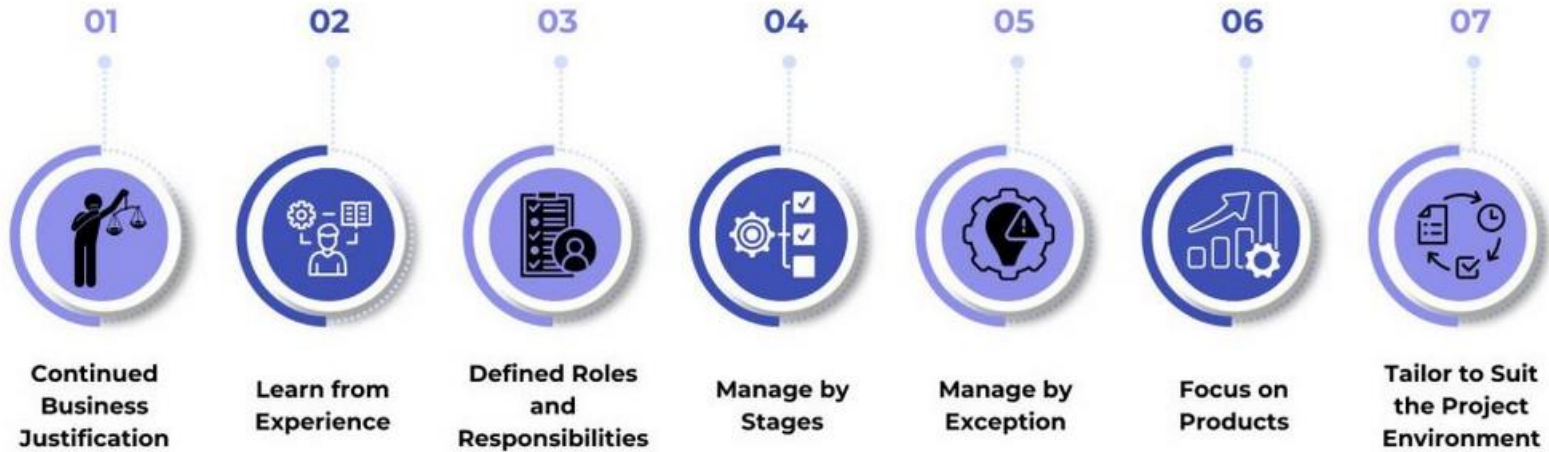 01
02
03
04
05
06
07
Continued
Business
Justification
Learn from
Experience
Defined Roles
and
Responsibilities
Manage by
Stages
Manage by
Exception
Focus on
Products
Tailor to Suit
the Project
Environment